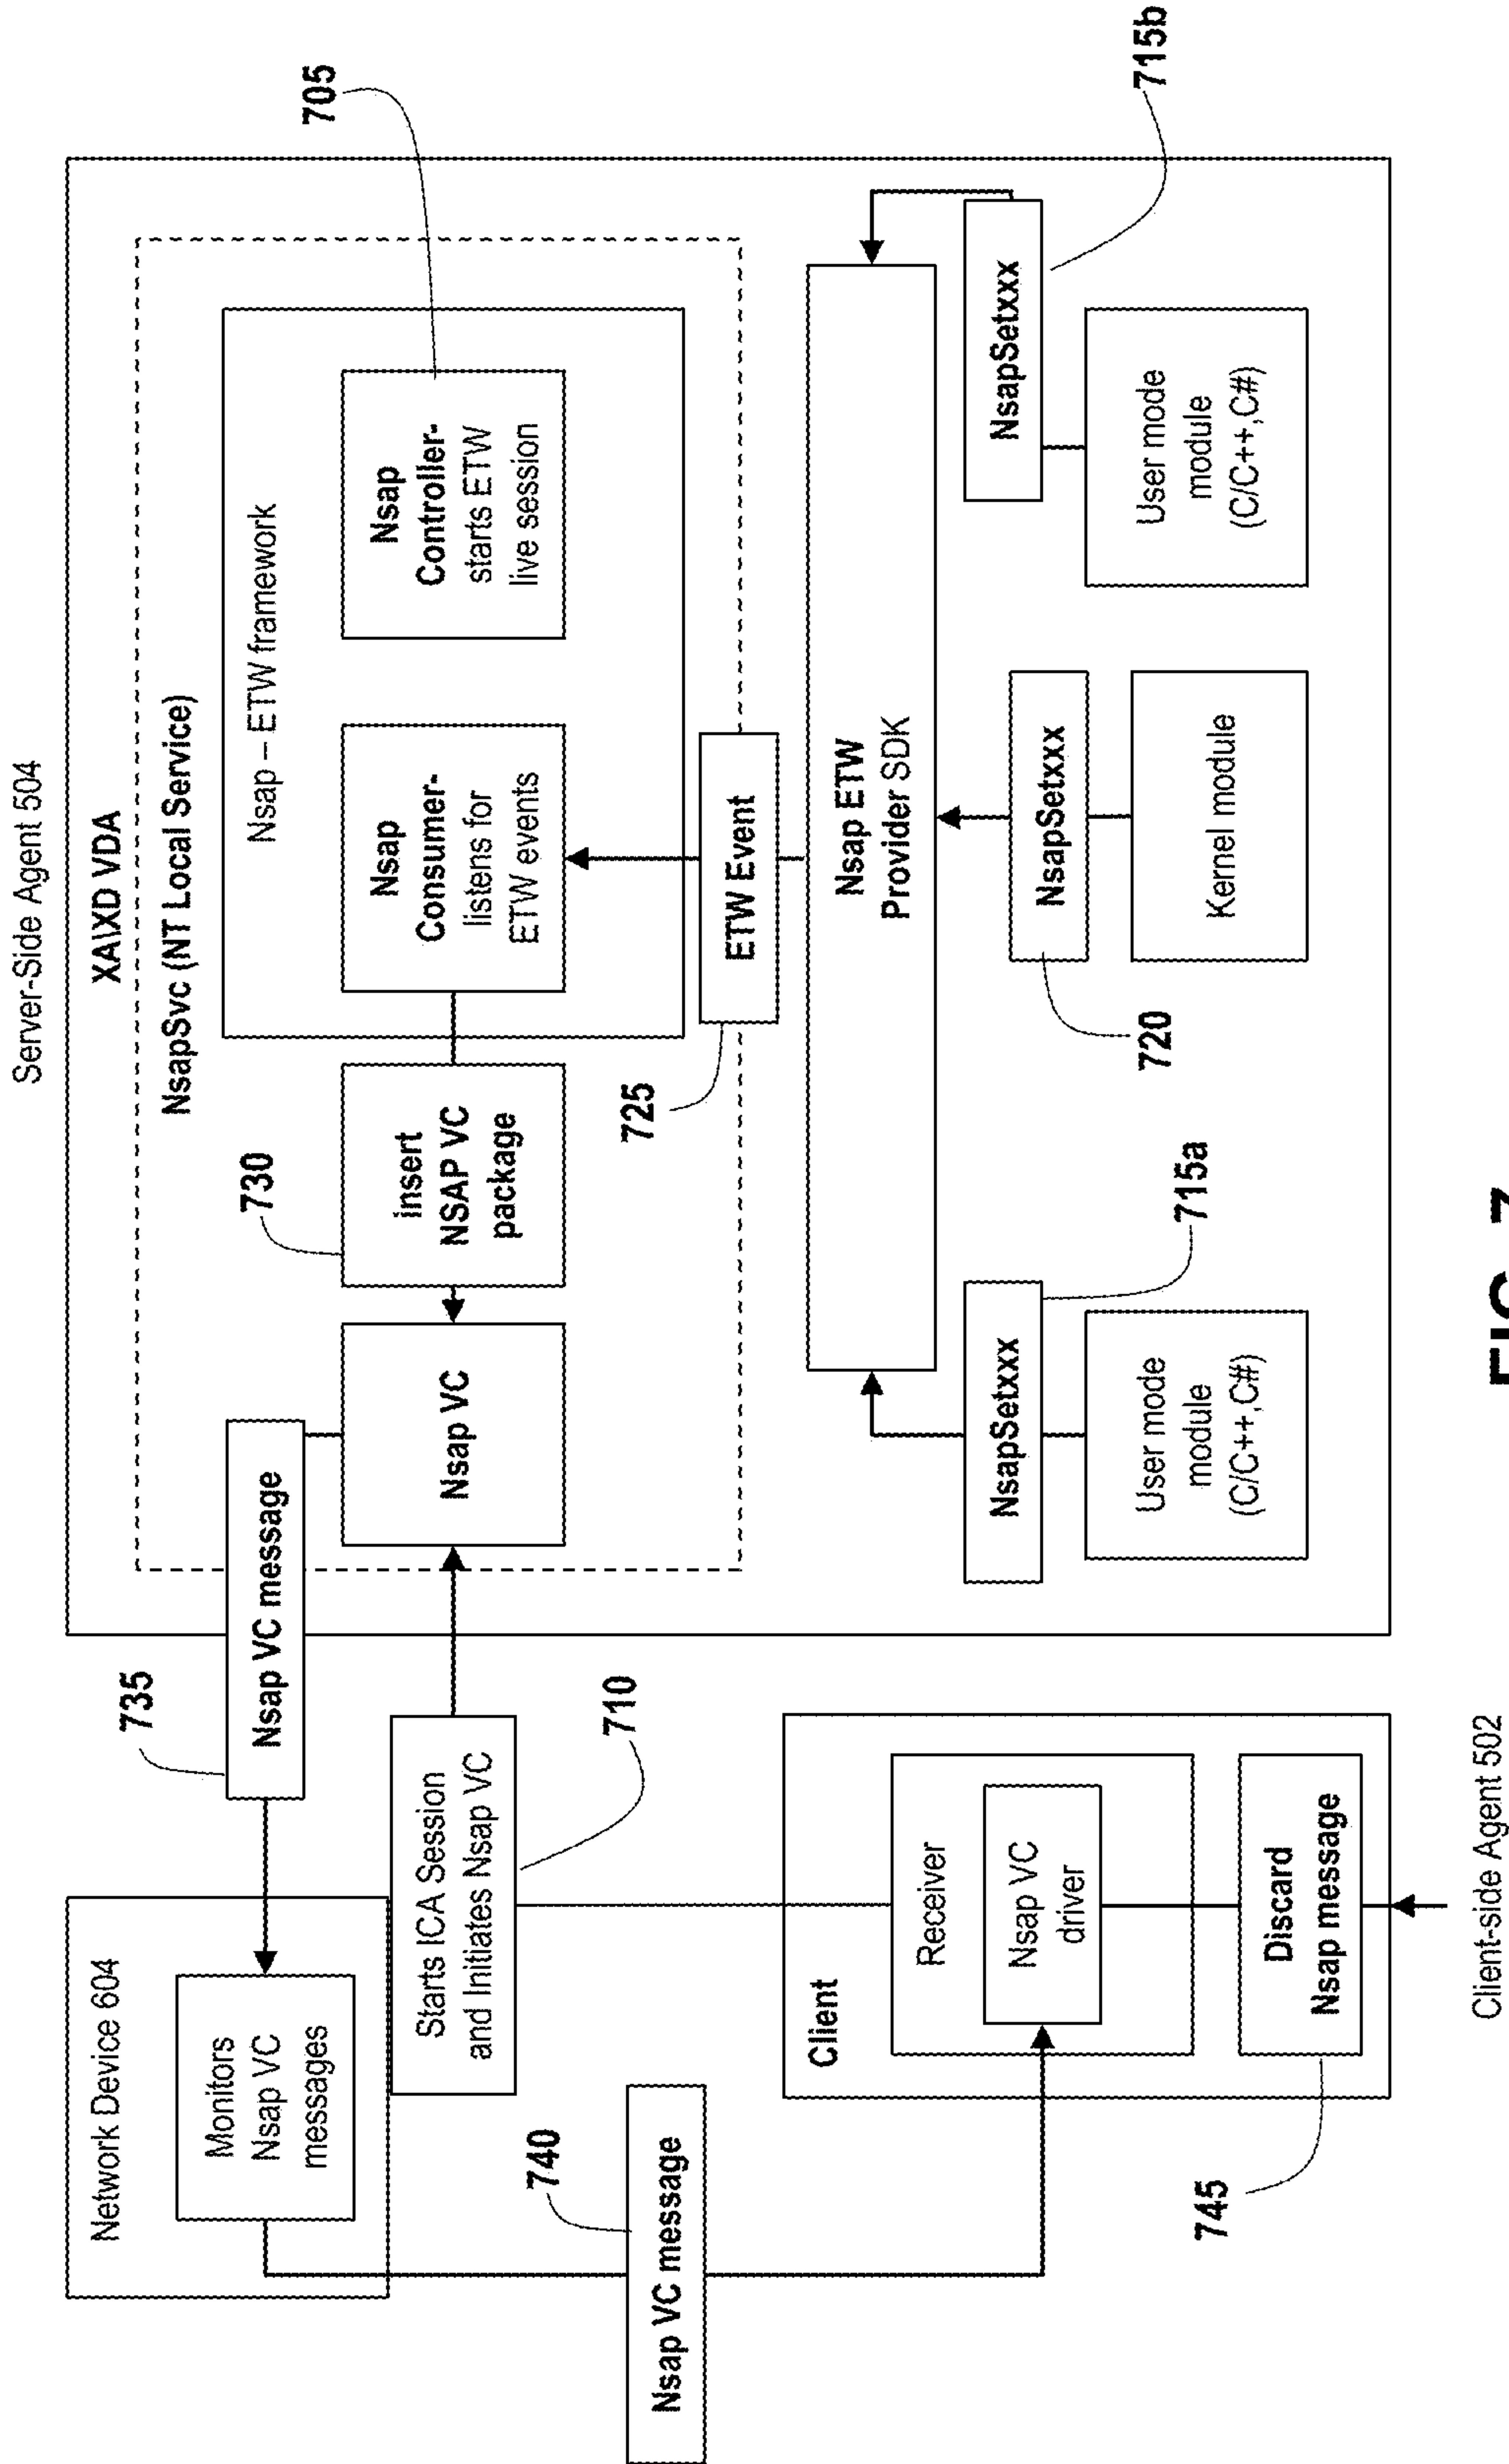 Server-Side Agent 504
XA\XD VDA
NsapSvc (NT Local Service)
Nsap – ETW framework
705
Nsap
Controller-
starts ETW
live session
Nsap
Consumer-
listens for
ETW events
730
insert
NSAP VC
package
Nsap VC
725
ETW Event
Nsap ETW
Provider SDK
NsapSetxxx
715a
User mode
module
(C/C++,C#)
720
NsapSetxxx
Kernel module
NsapSetxxx
715b
User mode
module
(C/C++,C#)
735
Nsap VC message
710
Starts ICA Session
and Initiates Nsap VC
Network Device 604
Monitors
Nsap VC
messages
740
Nsap VC message
Client
Receiver
Nsap VC
driver
Discard
Nsap message
745
Client-side Agent 502
FIG. 7